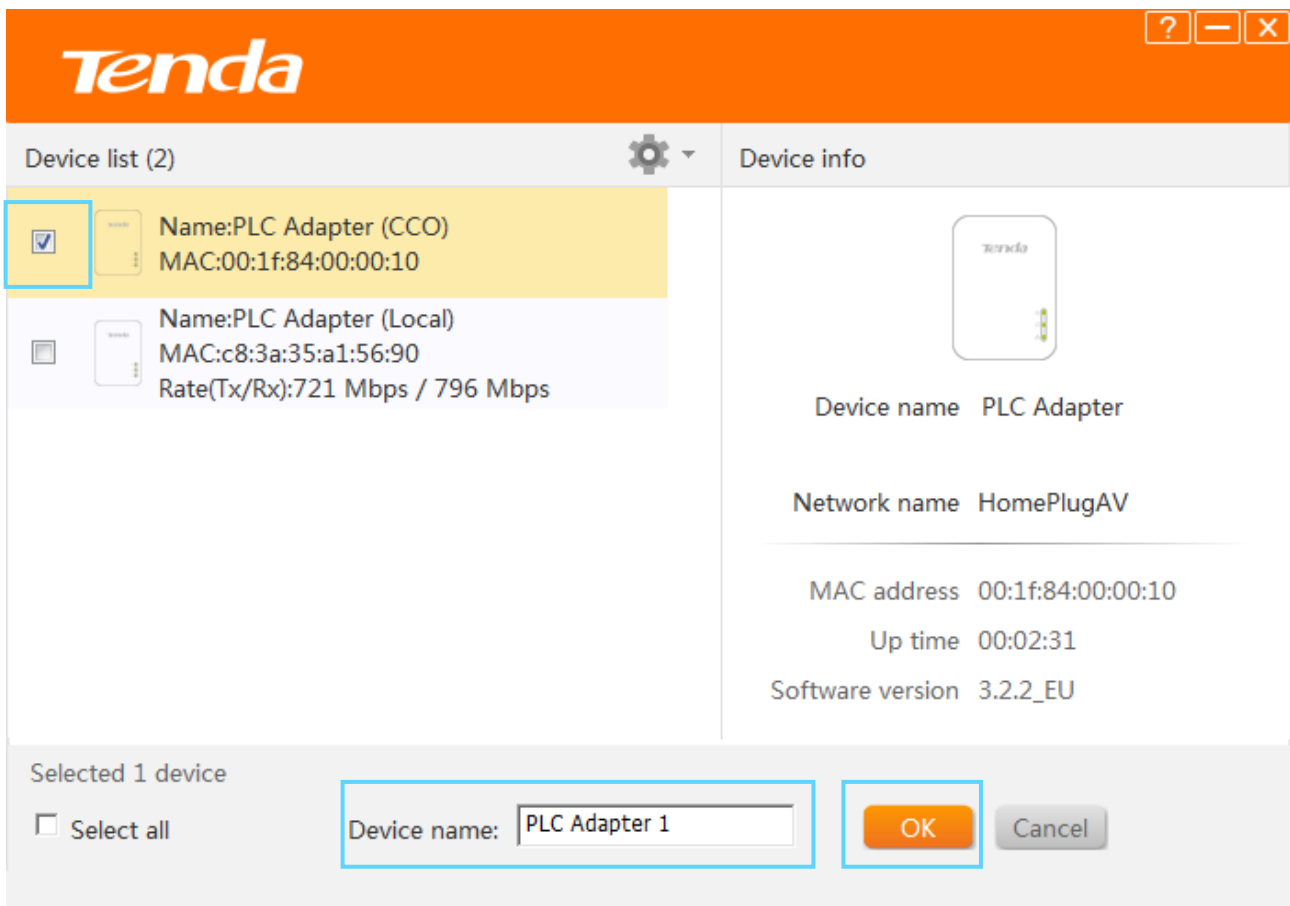 Tenda
?
Device list (2)
Device info
Name:PLC Adapter (CCO)
MAC:00:1f:84:00:00:10
Name:PLC Adapter (Local)
MAC:c8:3a:35:a1:56:90
Rate(Tx/Rx):721 Mbps / 796 Mbps
Tenda
Device name PLC Adapter
Network name HomePlugAV
MAC address 00:1f:84:00:00:10
Up time 00:02:31
Software version 3.2.2_EU
Selected 1 device
Select all
Device name: PLC Adapter 1
OK
Cancel